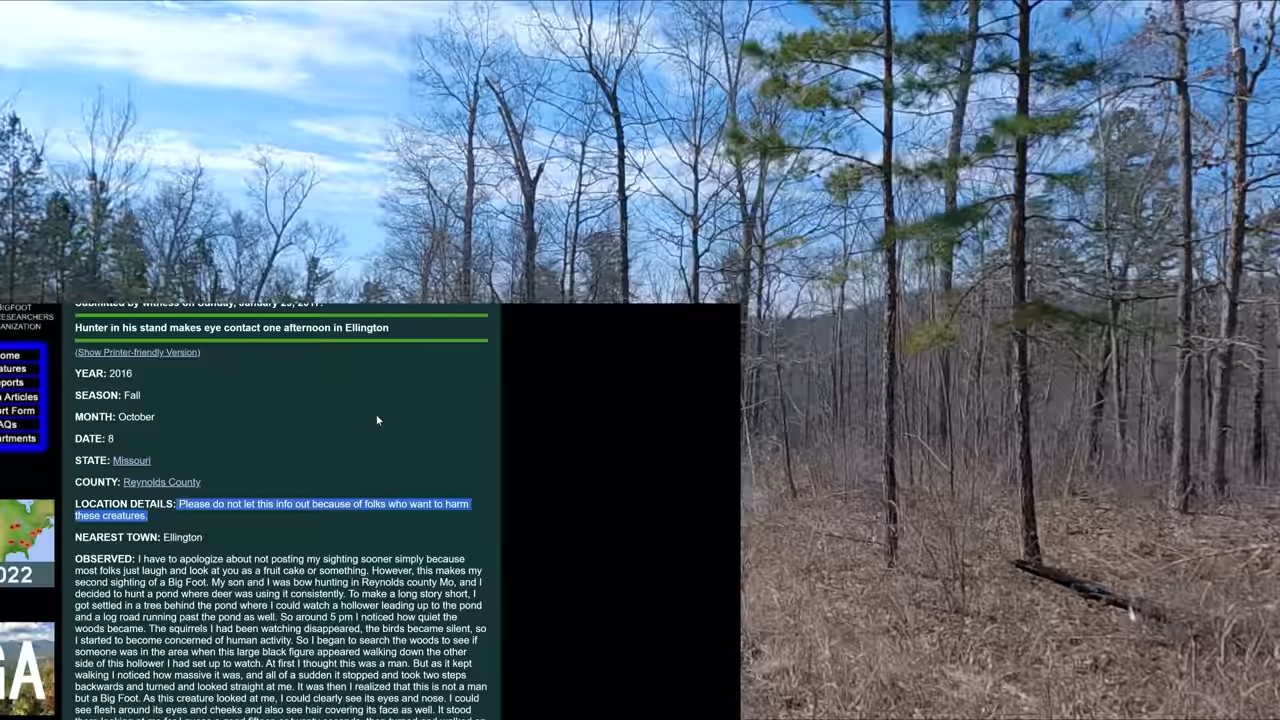 Submitted by witness on Sunday, January 29, 2017.
BIGFOOT
ESEARCHERS
ANIZATION
Hunter in his stand makes eye contact one afternoon in Ellington
(Show Printer-friendly Version)
ome
atures
ports
n Articles
ort Form
AQs
artments
YEAR: 2016
SEASON: Fall
MONTH: October
DATE: 8
STATE: Missouri
COUNTY: Reynolds County
LOCATION DETAILS: Please do not let this info out because of folks who want to harm
these creatures.
NEAREST TOWN: Ellington
OBSERVED: I have to apologize about not posting my sighting sooner simply because
most folks just laugh and look at you as a fruit cake or something. However, this makes my
second sighting of a Big Foot. My son and I was bow hunting in Reynolds county Mo, and I
decided to hunt a pond where deer was using it consistently. To make a long story short, I
got settled in a tree behind the pond where I could watch a hollower leading up to the pond
and a log road running past the pond as well. So around 5 pm I noticed how quiet the
woods became. The squirrels I had been watching disappeared, the birds became silent, so
I started to become concerned of human activity. So I began to search the woods to see if
someone was in the area when this large black figure appeared walking down the other
side of this hollower I had set up to watch. At first I thought this was a man. But as it kept
walking I noticed how massive it was, and all of a sudden it stopped and took two steps
backwards and turned and looked straight at me. It was then I realized that this is not a man
but a Big Foot. As this creature looked at me, I could clearly see its eyes and nose. I could
see flesh around its eyes and cheeks and also see hair covering its face as well. It stood
022
GA